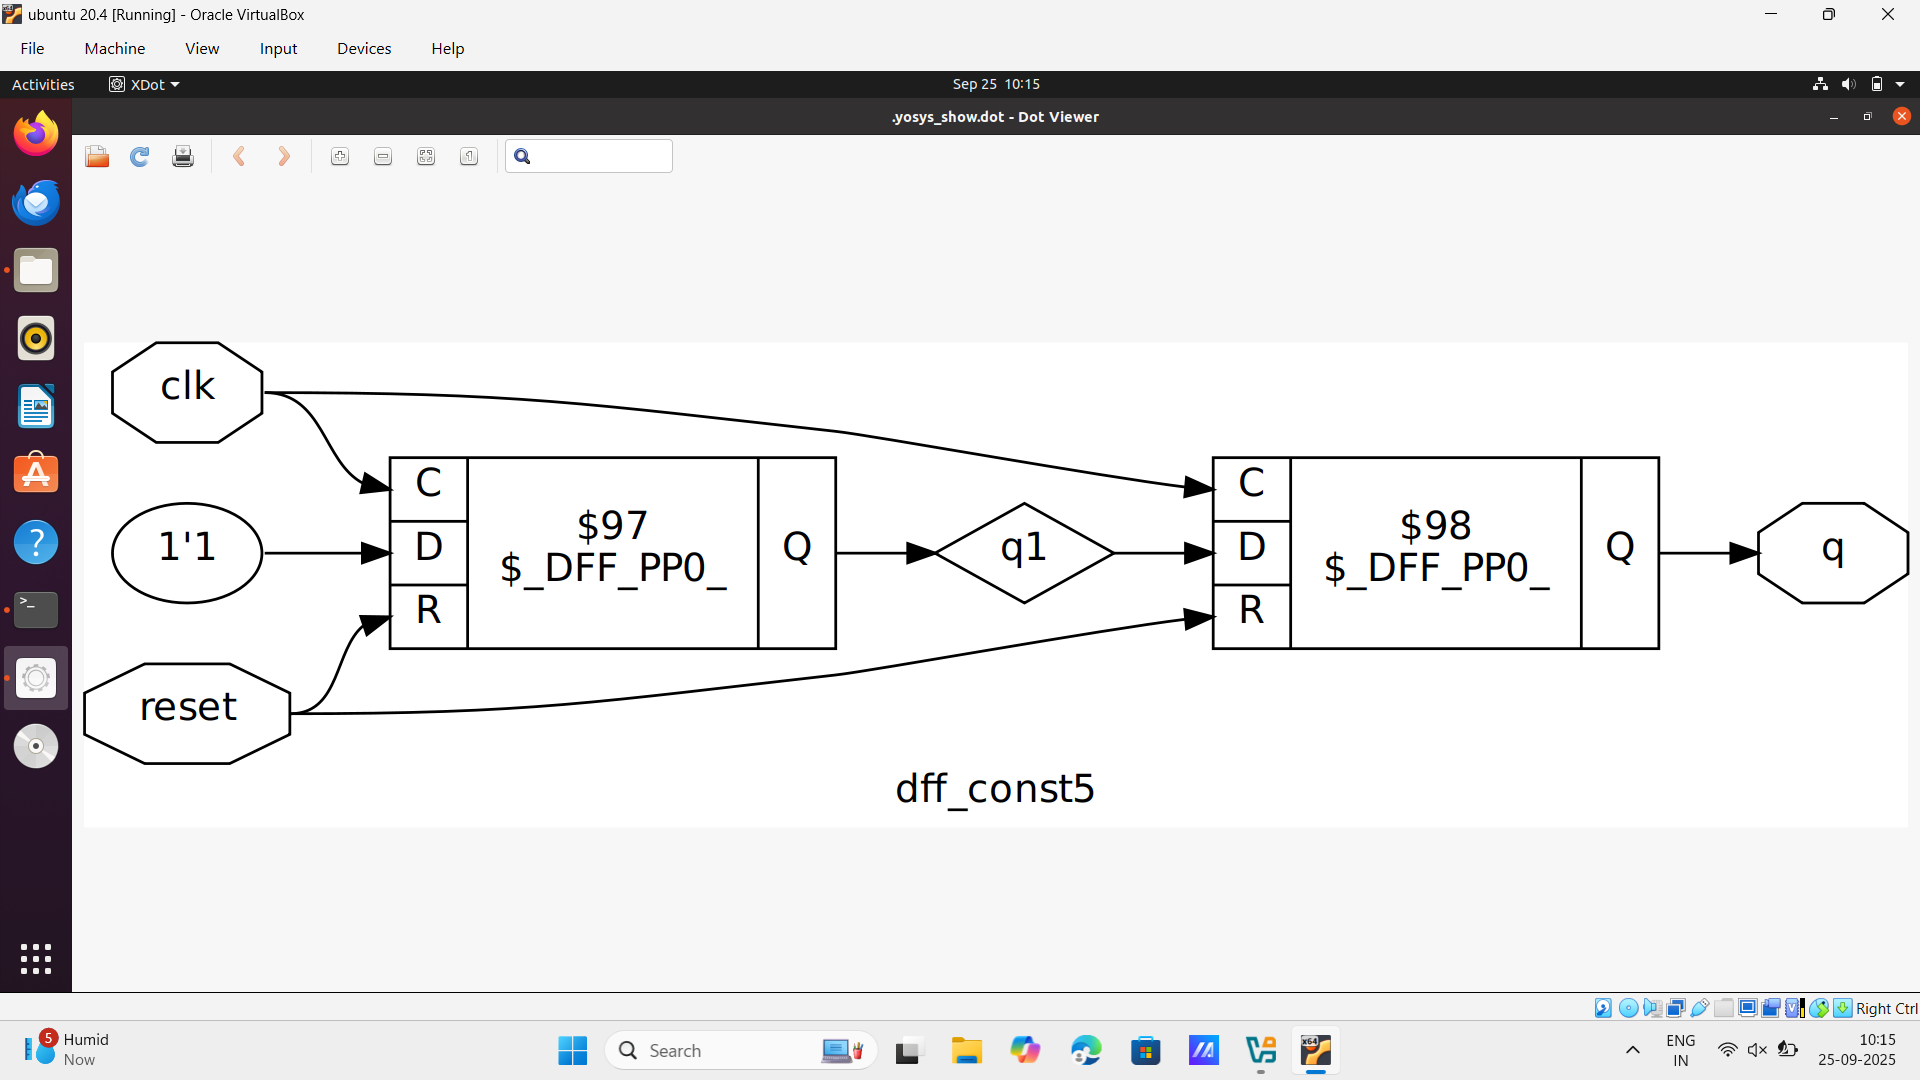 ubuntu 20.4 [Running] - Oracle VirtualBox
File Machine View Input Devices Help
Activities XDot Sep 25 10:15
.yosys_show.dot - Dot Viewer
clk
C
$97
$_DFF_PP0_
Q
D
R
1'1
reset
q1
C
D
R
$98
$_DFF_PP0_
Q
q
dff_const5
Right Ctrl
5
Humid
Now
Search
ENG
IN
10:15
25-09-2025